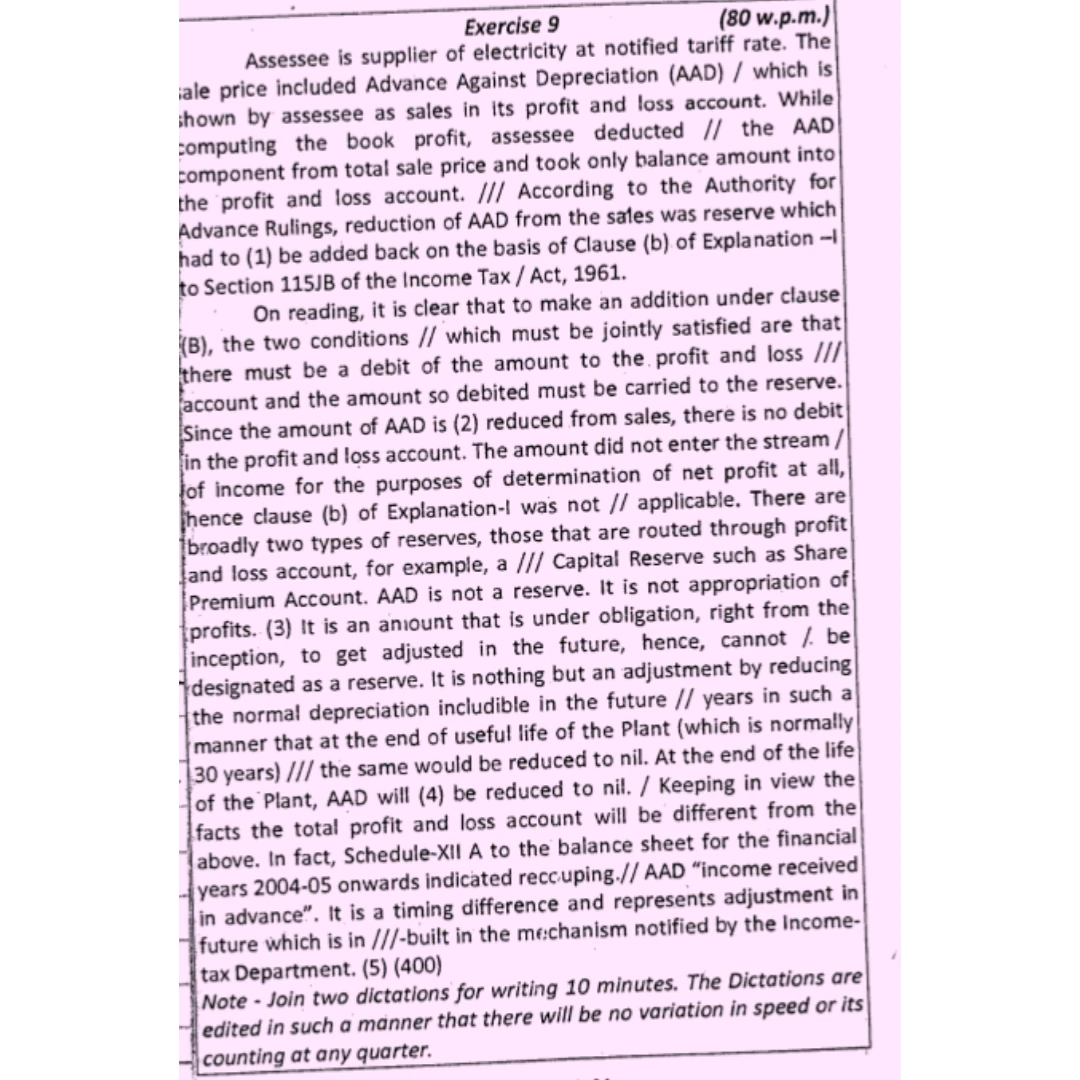 Exercise 9 (80 w.p.m.)
Assessee is supplier of electricity at notified tariff rate. The
ale price included Advance Against Depreciation (AAD) / which is
hown by assessee as sales in its profit and loss account. While
omputing the book profit, assessee deducted // the AAD
omponent from total sale price and took only balance amount into
the profit and loss account. /// According to the Authority for
Advance Rulings, reduction of AAD from the sales was reserve which
had to (1) be added back on the basis of Clause (b) of Explanation –I
to Section 115JB of the Income Tax / Act, 1961.
On reading, it is clear that to make an addition under clause
(B), the two conditions // which must be jointly satisfied are that
there must be a debit of the amount to the profit and loss ///
account and the amount so debited must be carried to the reserve.
Since the amount of AAD is (2) reduced from sales, there is no debit
in the profit and loss account. The amount did not enter the stream /
of income for the purposes of determination of net profit at all,
hence clause (b) of Explanation-I was not // applicable. There are
broadly two types of reserves, those that are routed through profit
and loss account, for example, a /// Capital Reserve such as Share
Premium Account. AAD is not a reserve. It is not appropriation of
profits. (3) It is an amount that is under obligation, right from the
inception, to get adjusted in the future, hence, cannot / be
designated as a reserve. It is nothing but an adjustment by reducing
the normal depreciation includible in the future // years in such a
manner that at the end of useful life of the Plant (which is normally
30 years) /// the same would be reduced to nil. At the end of the life
of the Plant, AAD will (4) be reduced to nil. / Keeping in view the
facts the total profit and loss account will be different from the
above. In fact, Schedule-XII A to the balance sheet for the financial
years 2004-05 onwards indicated reccuping.// AAD “income received
in advance”. It is a timing difference and represents adjustment in
future which is in ///-built in the mechanism notified by the Income-
tax Department. (5) (400)
Note - Join two dictations for writing 10 minutes. The Dictations are
edited in such a manner that there will be no variation in speed or its
counting at any quarter.